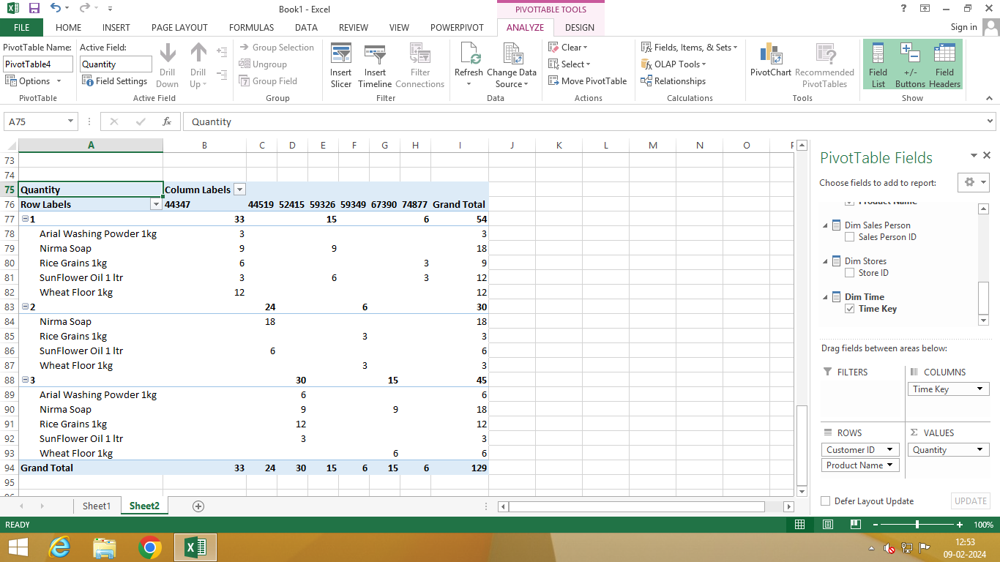 Book1 - Excel
PIVOTTABLE TOOLS
FILE HOME INSERT PAGE LAYOUT FORMULAS DATA REVIEW VIEW POWERPIVOT ANALYZE DESIGN Sign in
PivotTable Name: Active Field:
PivotTable4 Quantity
Options Field Settings
Drill Down Drill Up
PivotTable Active Field
Group Selection
Ungroup
Group Field
Group
Insert Slicer Insert Timeline Filter Connections
Filter
Refresh Change Data Source
Data
Clear
Select
Move PivotTable
Actions
Fields, Items, & Sets
OLAP Tools
Relationships
Calculations
PivotChart Recommended PivotTables
Tools
Field List +/- Buttons Field Headers
Show
A75 fx Quantity
A B C D E F G H I J K L M N O
73
74
75 Quantity Column Labels
76 Row Labels 44347 44519 52415 59326 59349 67390 74877 Grand Total
77 1 33 15 6 54
78 Arial Washing Powder 1kg 3 3
79 Nirma Soap 9 9 18
80 Rice Grains 1kg 6 3 9
81 SunFlower Oil 1 ltr 3 6 3 12
82 Wheat Floor 1kg 12 12
83 2 24 6 30
84 Nirma Soap 18 18
85 Rice Grains 1kg 3 3
86 SunFlower Oil 1 ltr 6 6
87 Wheat Floor 1kg 3 3
88 3 30 15 45
89 Arial Washing Powder 1kg 6 6
90 Nirma Soap 9 9 18
91 Rice Grains 1kg 12 12
92 SunFlower Oil 1 ltr 3 3
93 Wheat Floor 1kg 6 6
94 Grand Total 33 24 30 15 6 15 6 129
95
PivotTable Fields
Choose fields to add to report:
Product Name
Dim Sales Person
Sales Person ID
Dim Stores
Store ID
Dim Time
Time Key
Drag fields between areas below:
FILTERS COLUMNS
Time Key
ROWS Σ VALUES
Customer ID Quantity
Product Name
Defer Layout Update UPDATE
Sheet1 Sheet2
READY 100%
12:53
09-02-2024